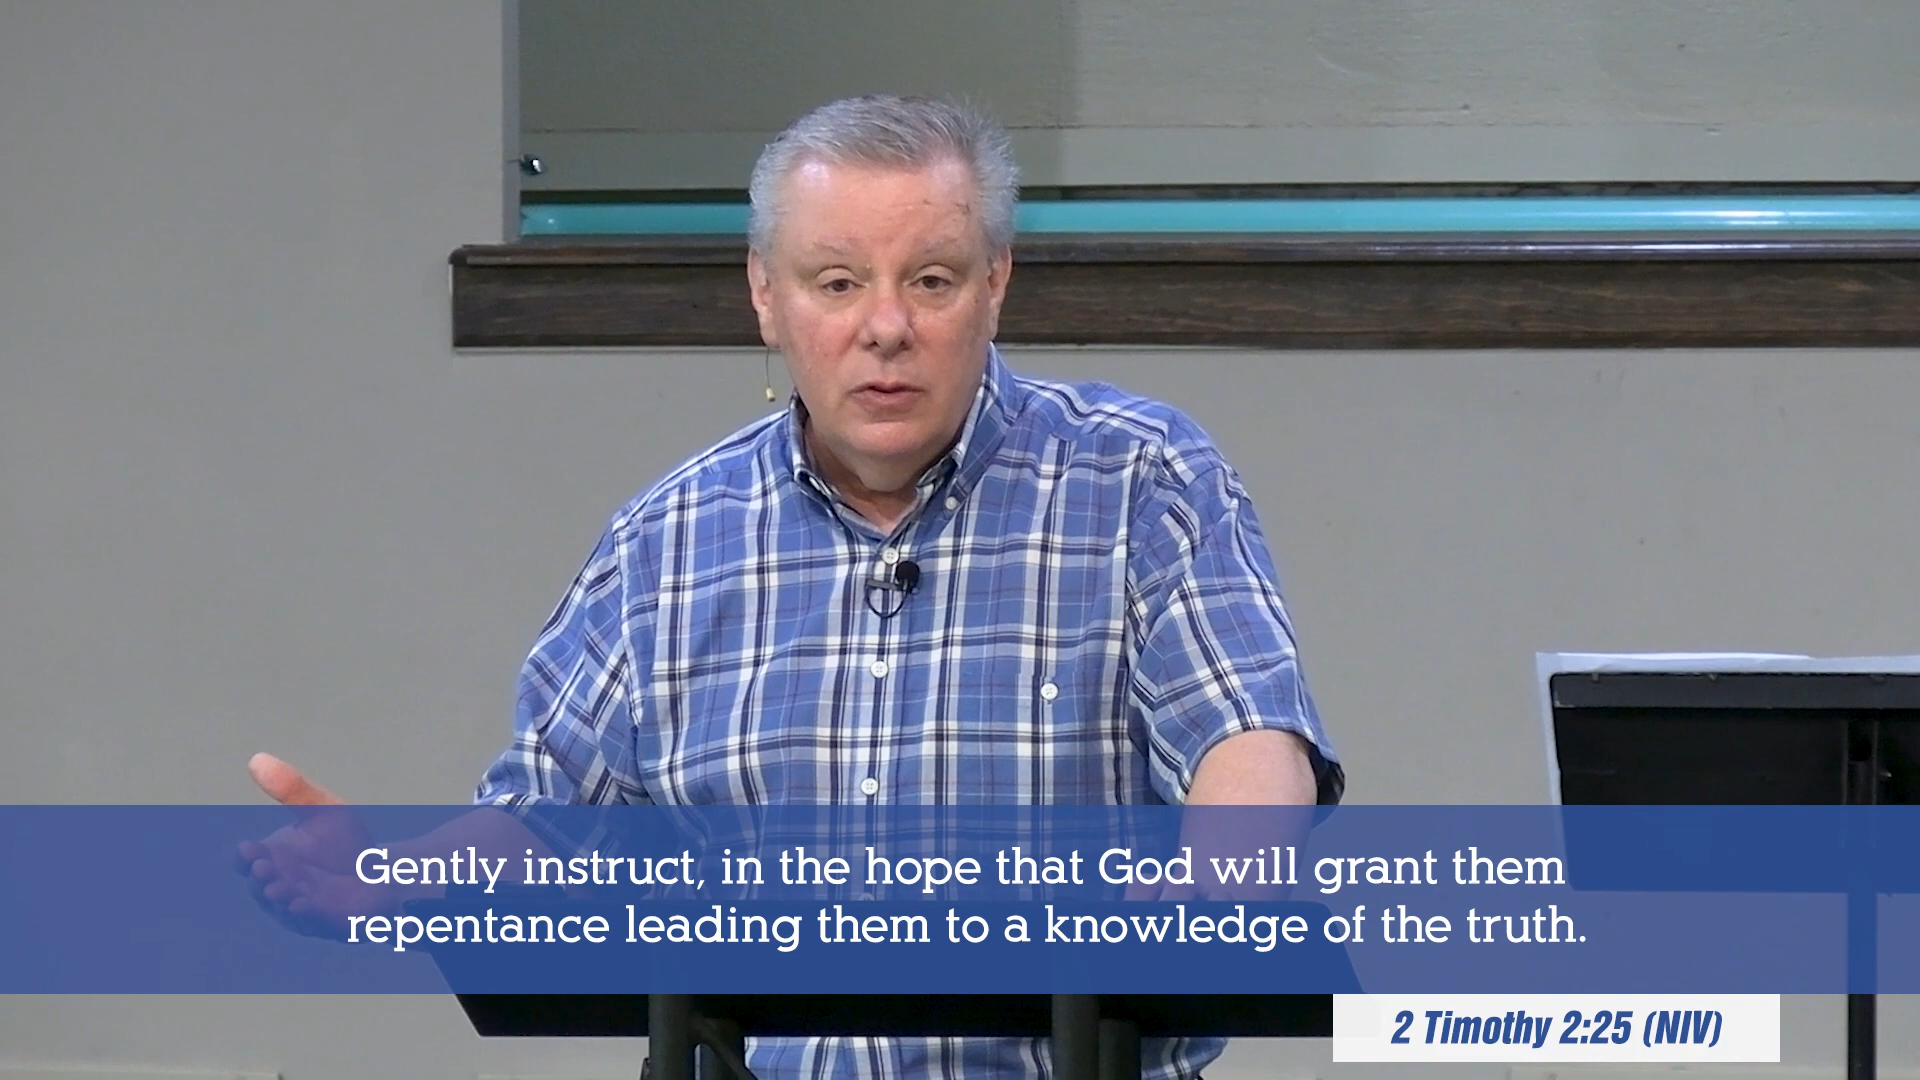 Gently instruct, in the hope that God will grant them
repentance leading them to a knowledge of the truth.
2 Timothy 2:25 (NIV)